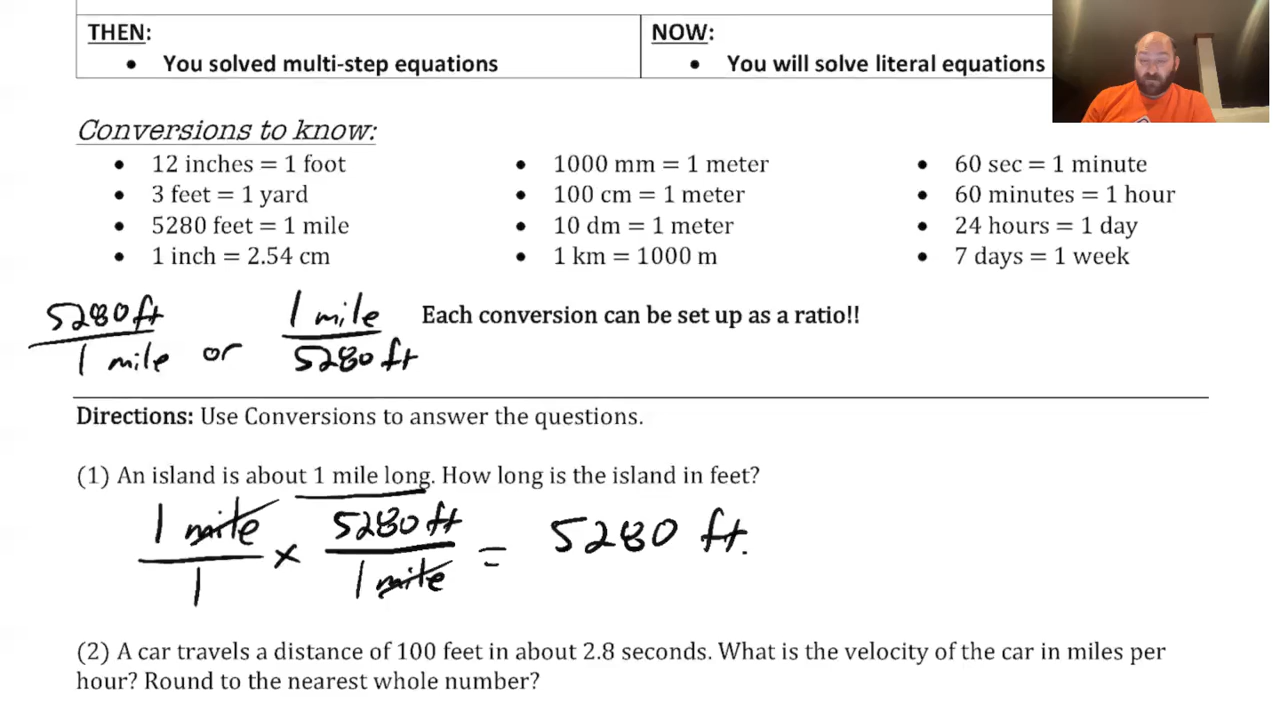 THEN:
• You solved multi-step equations
NOW:
• You will solve literal equations
Conversions to know:
• 12 inches = 1 foot
• 3 feet = 1 yard
• 5280 feet = 1 mile
• 1 inch = 2.54 cm
• 1000 mm = 1 meter
• 100 cm = 1 meter
• 10 dm = 1 meter
• 1 km = 1000 m
• 60 sec = 1 minute
• 60 minutes = 1 hour
• 24 hours = 1 day
• 7 days = 1 week
5280 ft / 1 mile or 1 mile / 5280 ft
Each conversion can be set up as a ratio!!
Directions: Use Conversions to answer the questions.
(1) An island is about 1 mile long. How long is the island in feet?
1 mile / 1 × 5280 ft / 1 mile = 5280 ft.
(2) A car travels a distance of 100 feet in about 2.8 seconds. What is the velocity of the car in miles per
hour? Round to the nearest whole number?